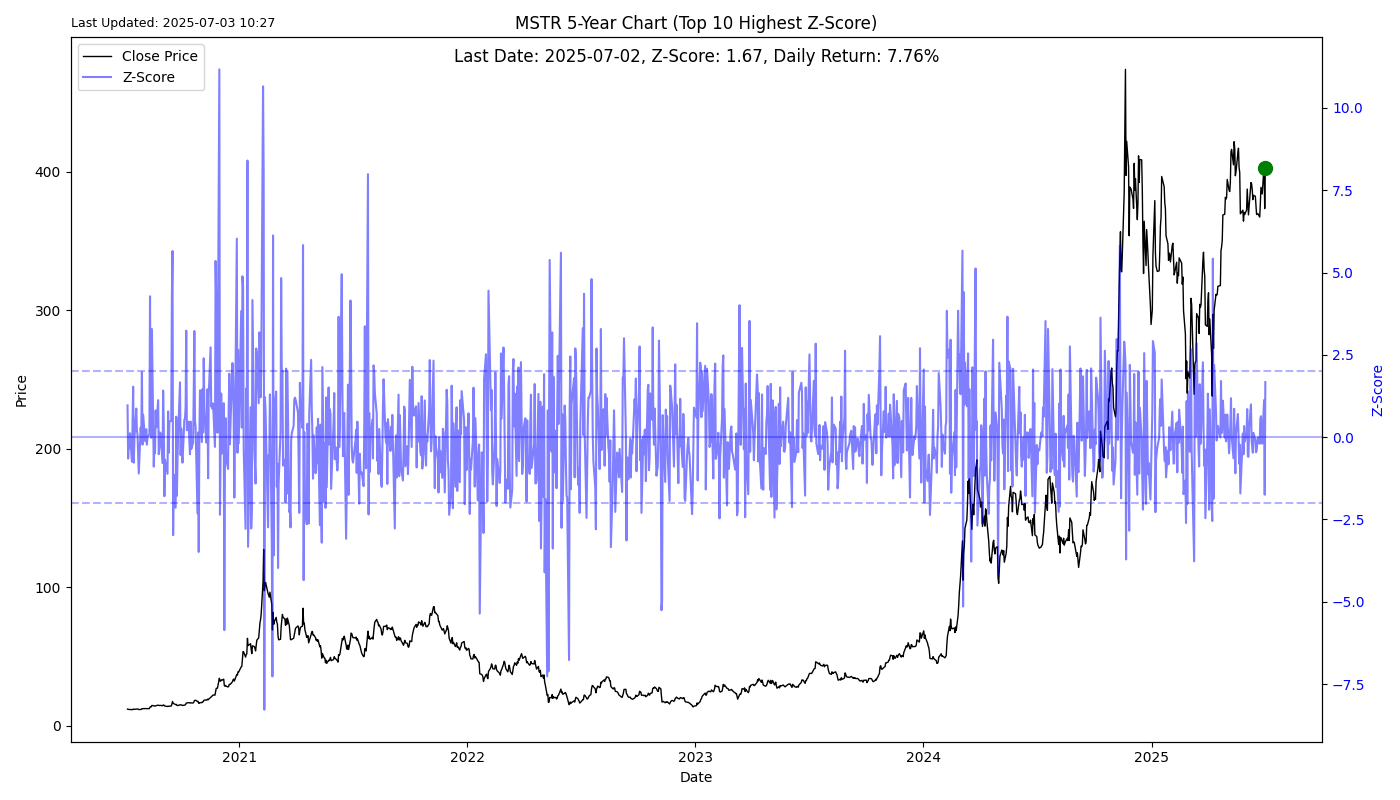 Last Updated: 2025-07-03 10:27
MSTR 5-Year Chart (Top 10 Highest Z-Score)
Last Date: 2025-07-02, Z-Score: 1.67, Daily Return: 7.76%
Close Price
Z-Score
Price
400
300
200
100
0
10.0
7.5
5.0
2.5
0.0
−2.5
−5.0
−7.5
Z-Score
2021
2022
2023
2024
2025
Date